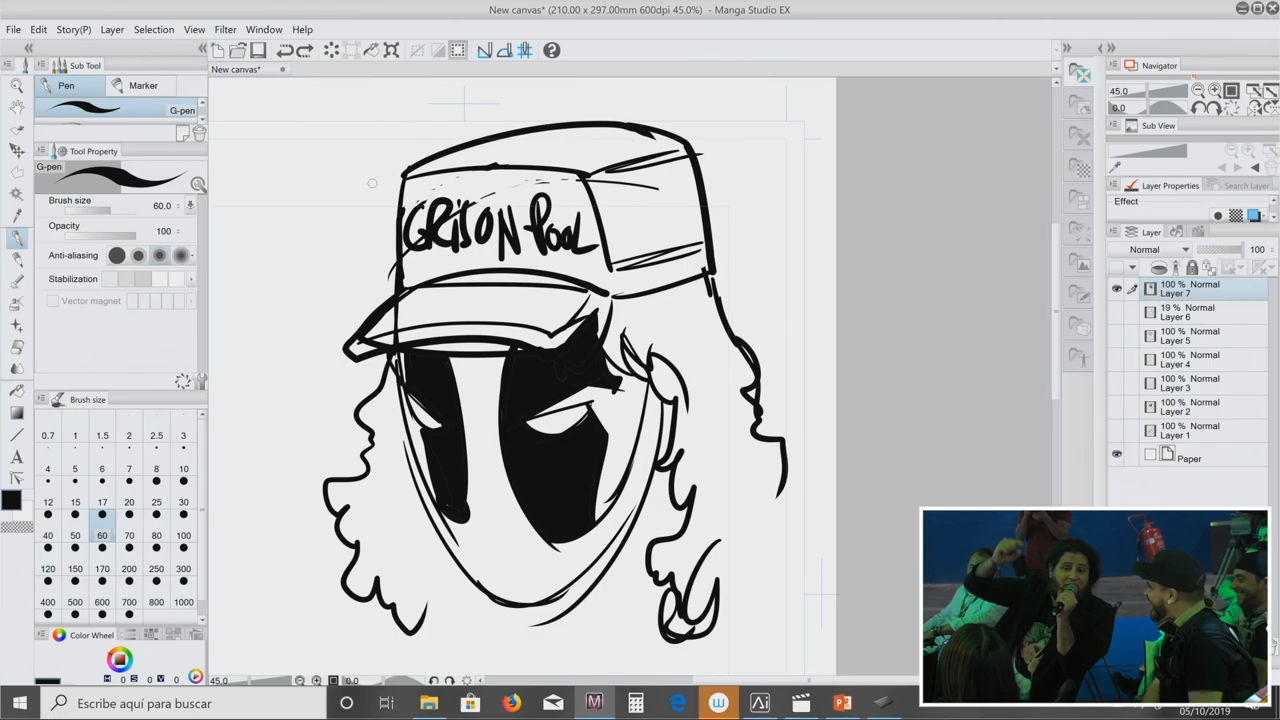 New canvas* (210.00 x 297.00mm 600dpi 45.0%) - Manga Studio EX
File Edit Story(P) Layer Selection View Filter Window Help
Sub Tool
Pen Marker
G-pen
Tool Property
G-pen
Brush size 60.0
Opacity 100
Anti-aliasing
Stabilization
Vector magnet
Brush size
0.7 1 1.5 2 2.5 3
4 5 6 7 8 10
12 15 17 20 25 30
40 50 60 70 80 100
120 150 170 200 250 300
400 500 600 700 800 1000
Color Wheel
H 0 S 0 V 0
New canvas*
GRiSON Pool
45.0 0.0
Navigator
45.0
0.0
Sub View
Layer Properties Search Layer
Effect
Layer
Normal 100
100 % Normal
Layer 7
19 % Normal
Layer 6
100 % Normal
Layer 5
100 % Normal
Layer 4
100 % Normal
Layer 3
100 % Normal
Layer 2
100 % Normal
Layer 1
Paper
Escribe aquí para buscar
05/10/2019